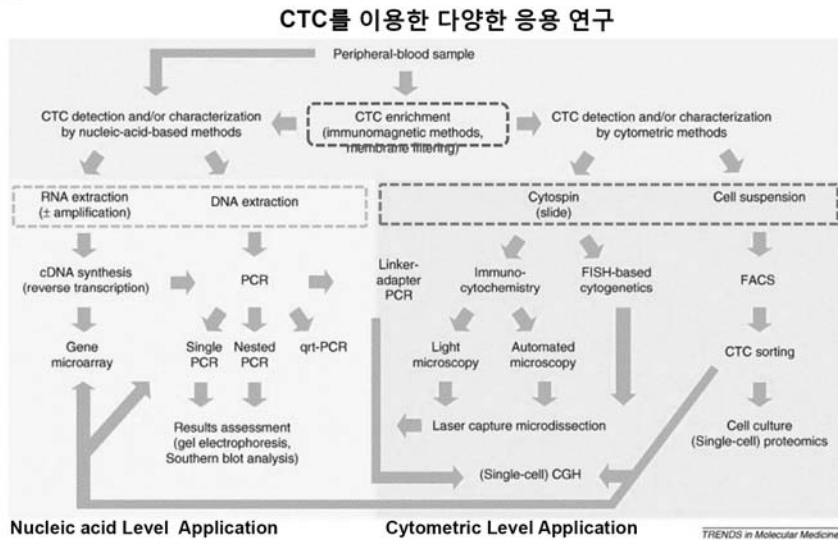 CTC를 이용한 다양한 응용 연구
Peripheral-blood sample
CTC detection and/or characterization
by nucleic-acid-based methods
CTC enrichment
(immunomagnetic methods,
membrane filtering)
CTC detection and/or characterization
by cytometric methods
RNA extraction
(± amplification)
DNA extraction
Cytospin
(slide)
Cell suspension
cDNA synthesis
(reverse transcription)
PCR
Linker-
adapter
PCR
Immuno-
cytochemistry
FISH-based
cytogenetics
FACS
Gene
microarray
Single
PCR
Nested
PCR
qrt-PCR
Light
microscopy
Automated
microscopy
CTC sorting
Results assessment
(gel electrophoresis,
Southern blot analysis)
Laser capture microdissection
Cell culture
(Single-cell) proteomics
(Single-cell) CGH
Nucleic acid Level Application
Cytometric Level Application
TRENDS in Molecular Medicine